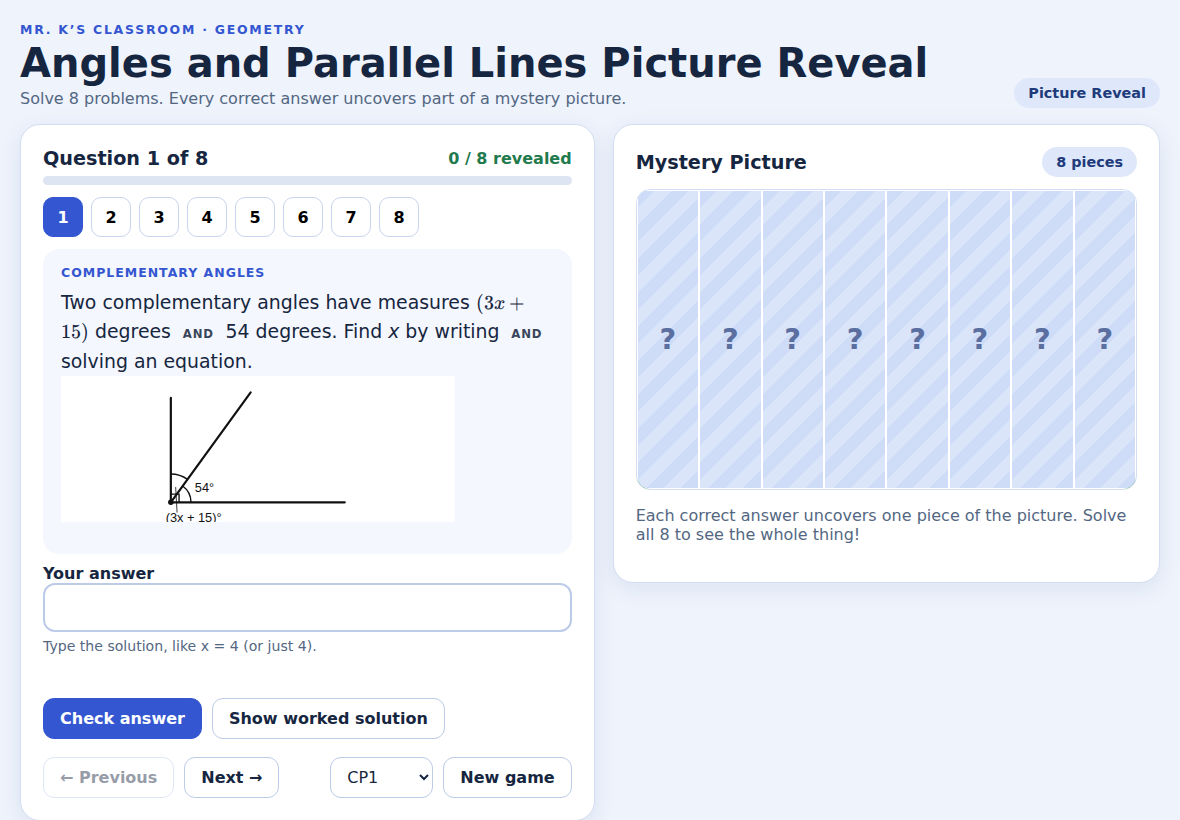 MR. K’S CLASSROOM · GEOMETRY
Angles and Parallel Lines Picture Reveal
Solve 8 problems. Every correct answer uncovers part of a mystery picture.
Picture Reveal
Question 1 of 8
0 / 8 revealed
1 2 3 4 5 6 7 8
COMPLEMENTARY ANGLES
Two complementary angles have measures (3x +
15) degrees AND 54 degrees. Find x by writing AND
solving an equation.
54°
(3x + 15)°
Your answer
Type the solution, like x = 4 (or just 4).
Check answer
Show worked solution
← Previous
Next →
CP1
New game
Mystery Picture
8 pieces
? ? ? ? ? ? ? ?
Each correct answer uncovers one piece of the picture. Solve
all 8 to see the whole thing!